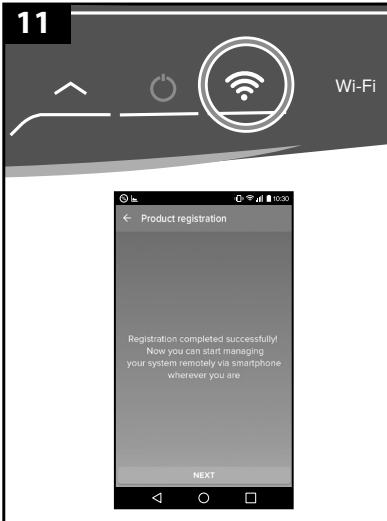 11
Wi-Fi
10:30
Product registration
Registration completed successfully!
Now you can start managing
your system remotely via smartphone
wherever you are
NEXT